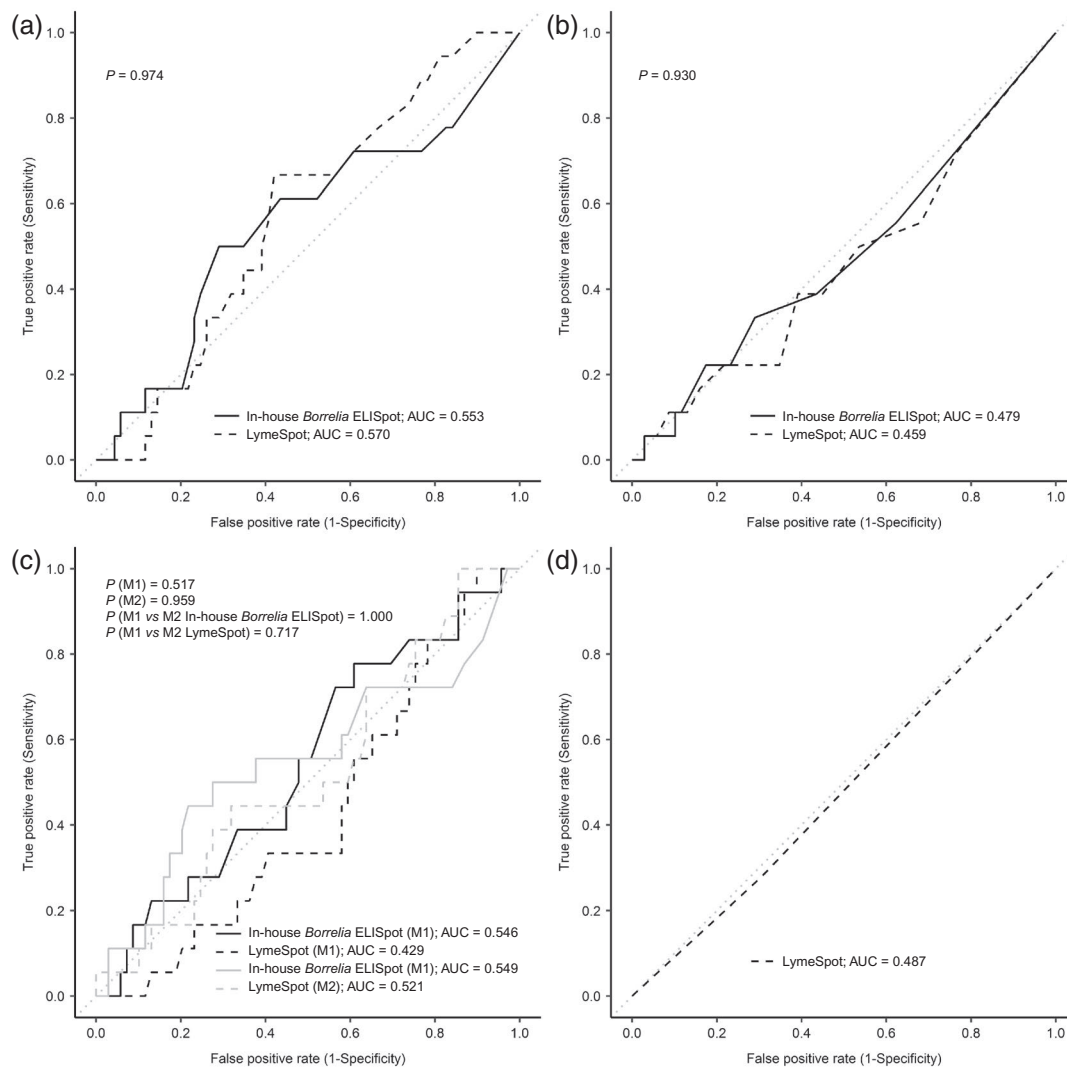 (a)
P = 0.974
True positive rate (Sensitivity)
1.0
0.8
0.6
0.4
0.2
0.0
In-house Borrelia ELISpot; AUC = 0.553
LymeSpot; AUC = 0.570
0.0 0.2 0.4 0.6 0.8 1.0
False positive rate (1-Specificity)
(b)
P = 0.930
True positive rate (Sensitivity)
1.0
0.8
0.6
0.4
0.2
0.0
In-house Borrelia ELISpot; AUC = 0.479
LymeSpot; AUC = 0.459
0.0 0.2 0.4 0.6 0.8 1.0
False positive rate (1-Specificity)
(c)
P (M1) = 0.517
P (M2) = 0.959
P (M1 vs M2 In-house Borrelia ELISpot) = 1.000
P (M1 vs M2 LymeSpot) = 0.717
True positive rate (Sensitivity)
1.0
0.8
0.6
0.4
0.2
0.0
In-house Borrelia ELISpot (M1); AUC = 0.546
LymeSpot (M1); AUC = 0.429
In-house Borrelia ELISpot (M1); AUC = 0.549
LymeSpot (M2); AUC = 0.521
0.0 0.2 0.4 0.6 0.8 1.0
False positive rate (1-Specificity)
(d)
True positive rate (Sensitivity)
1.0
0.8
0.6
0.4
0.2
0.0
LymeSpot; AUC = 0.487
0.0 0.2 0.4 0.6 0.8 1.0
False positive rate (1-Specificity)